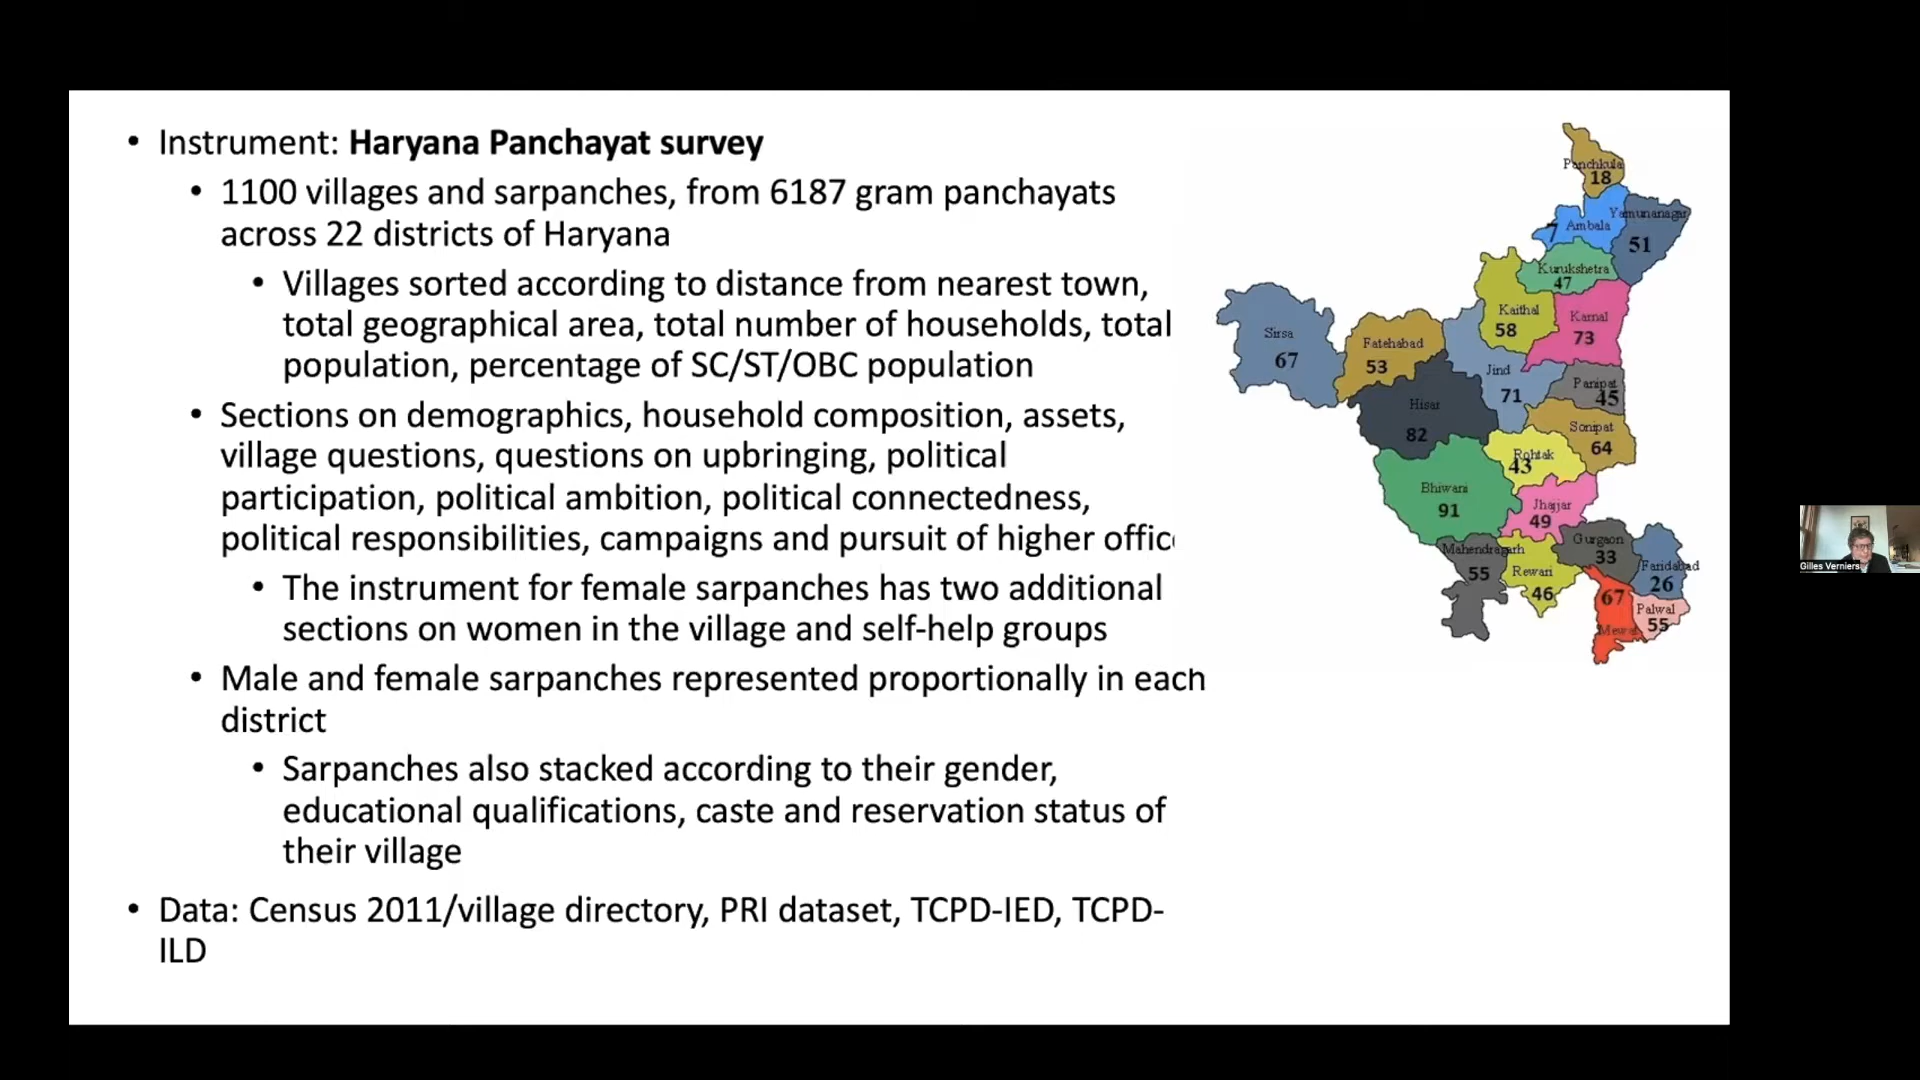 • Instrument: Haryana Panchayat survey
• 1100 villages and sarpanches, from 6187 gram panchayats
across 22 districts of Haryana
• Villages sorted according to distance from nearest town,
total geographical area, total number of households, total
population, percentage of SC/ST/OBC population
• Sections on demographics, household composition, assets,
village questions, questions on upbringing, political
participation, political ambition, political connectedness,
political responsibilities, campaigns and pursuit of higher offic
• The instrument for female sarpanches has two additional
sections on women in the village and self-help groups
• Male and female sarpanches represented proportionally in each
district
• Sarpanches also stacked according to their gender,
educational qualifications, caste and reservation status of
their village
• Data: Census 2011/village directory, PRI dataset, TCPD-IED, TCPD-
ILD
Panchkula
18
Yamunanagar
51
Ambala
7
Kurukshetra
47
Kaithal
58
Karnal
73
Sirsa
67
Fatehabad
53
Jind
71
Panipat
45
Hisar
82
Sonipat
64
Rohtak
43
Bhiwani
91
Jhajjar
49
Gurgaon
33
Mahendragarh
55
Rewari
46
Faridabad
26
67
Mewat
Palwal
55
Gilles Verniers